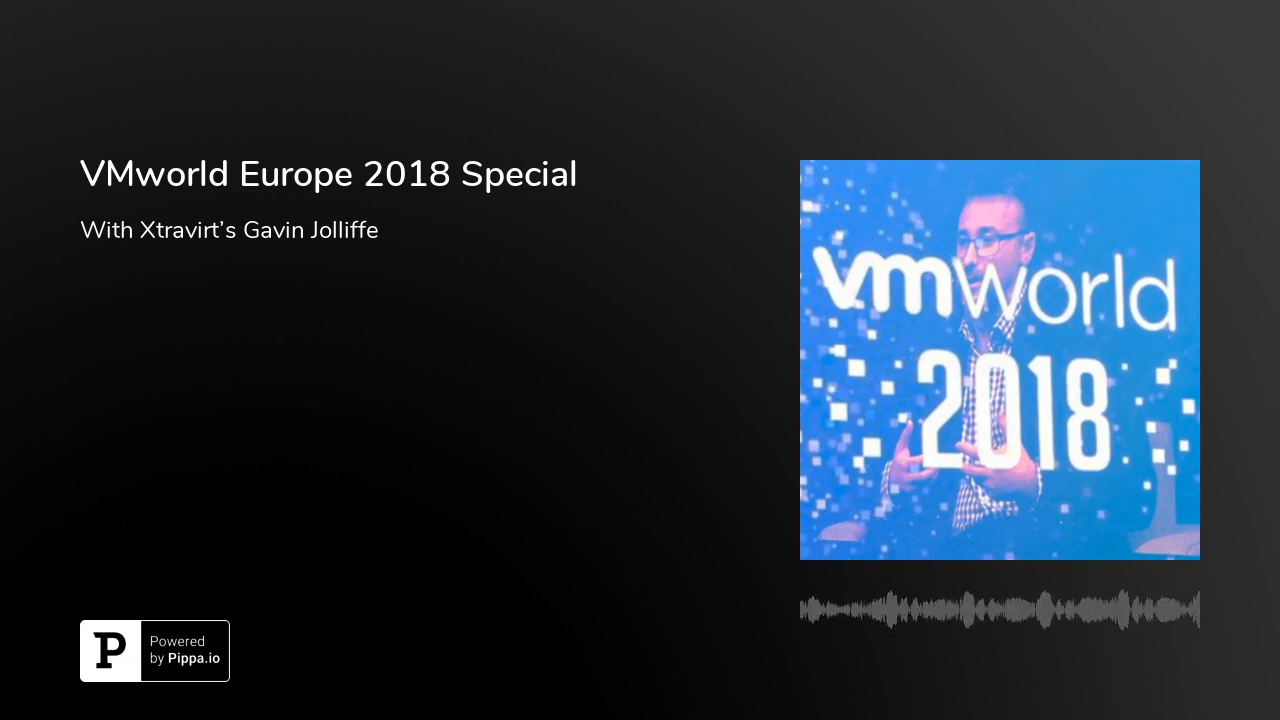 VMworld Europe 2018 Special
With Xtravirt’s Gavin Jolliffe
vmworld
2018
P
Powered
by Pippa.io